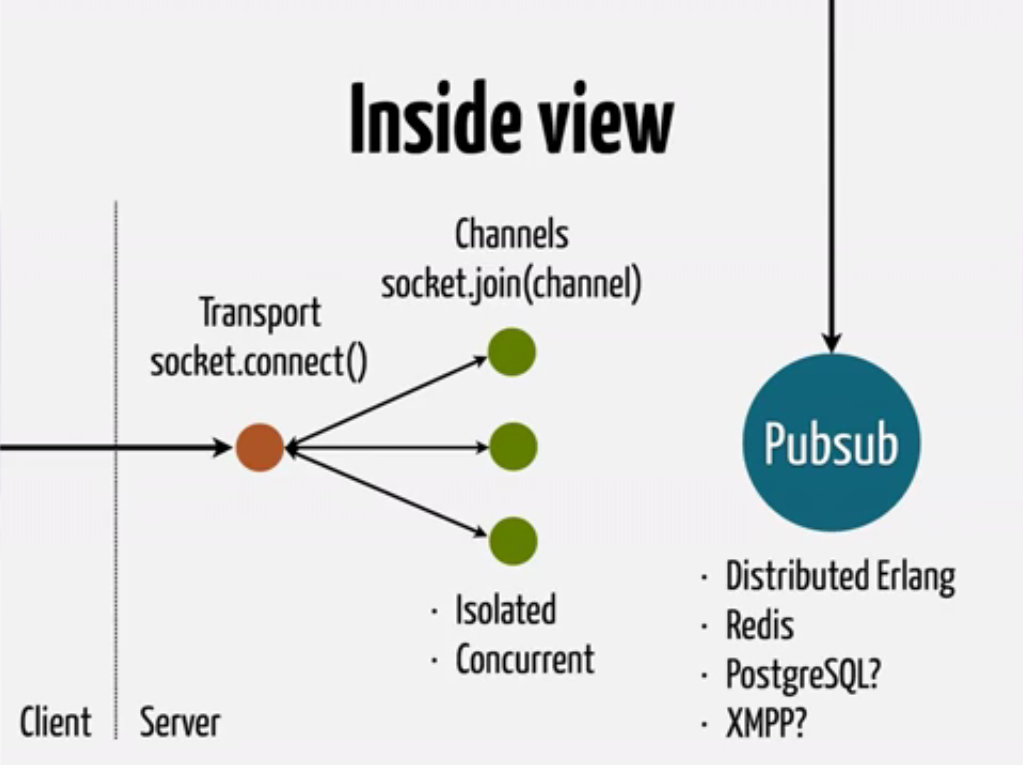 Inside view
Channels
socket.join(channel)
Transport
socket.connect()
Pubsub
· Isolated
· Concurrent
· Distributed Erlang
· Redis
· PostgreSQL?
· XMPP?
Client
Server